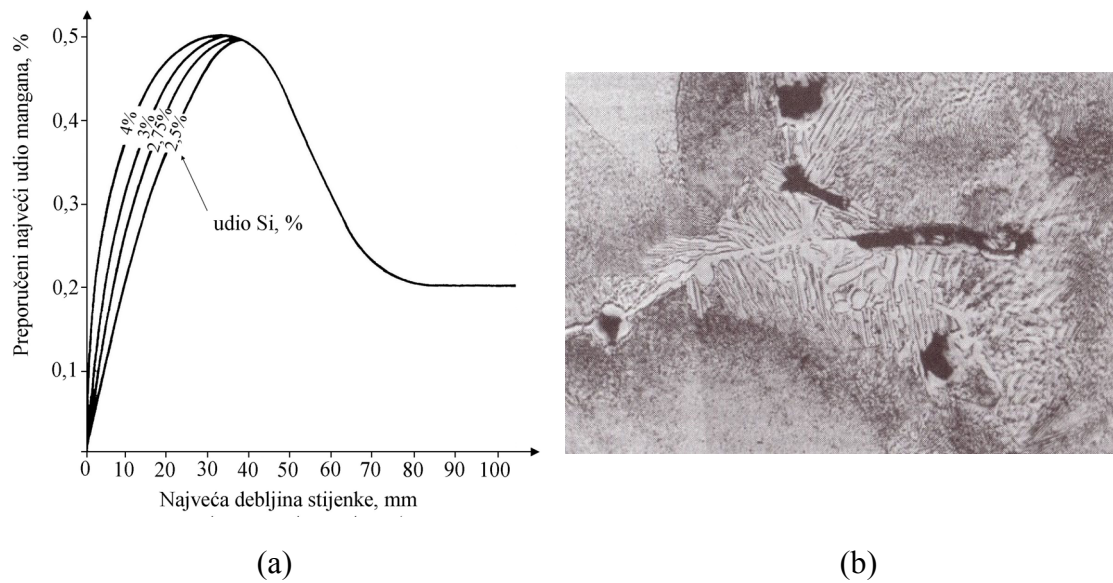 Preporučeni najveći udio mangana, %
0,5
0,4
0,3
0,2
0,1
4%
3%
2,75%
2,5%
udio Si, %
0 10 20 30 40 50 60 70 80 90 100
Najveća debljina stijenke, mm
(a)
(b)